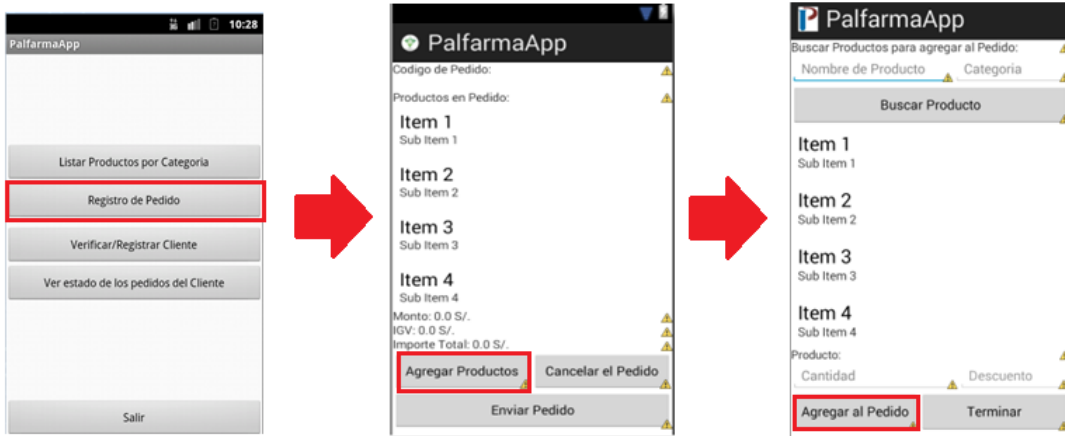 10:28
PalfarmaApp
Listar Productos por Categoria
Registro de Pedido
Verificar/Registrar Cliente
Ver estado de los pedidos del Cliente
Salir
PalfarmaApp
Codigo de Pedido:
Productos en Pedido:
Item 1
Sub Item 1
Item 2
Sub Item 2
Item 3
Sub Item 3
Item 4
Sub Item 4
Monto: 0.0 S/.
IGV: 0.0 S/.
Importe Total: 0.0 S/.
Agregar Productos Cancelar el Pedido
Enviar Pedido
PalfarmaApp
Buscar Productos para agregar al Pedido:
Nombre de Producto Categoria
Buscar Producto
Item 1
Sub Item 1
Item 2
Sub Item 2
Item 3
Sub Item 3
Item 4
Sub Item 4
Producto:
Cantidad Descuento
Agregar al Pedido Terminar